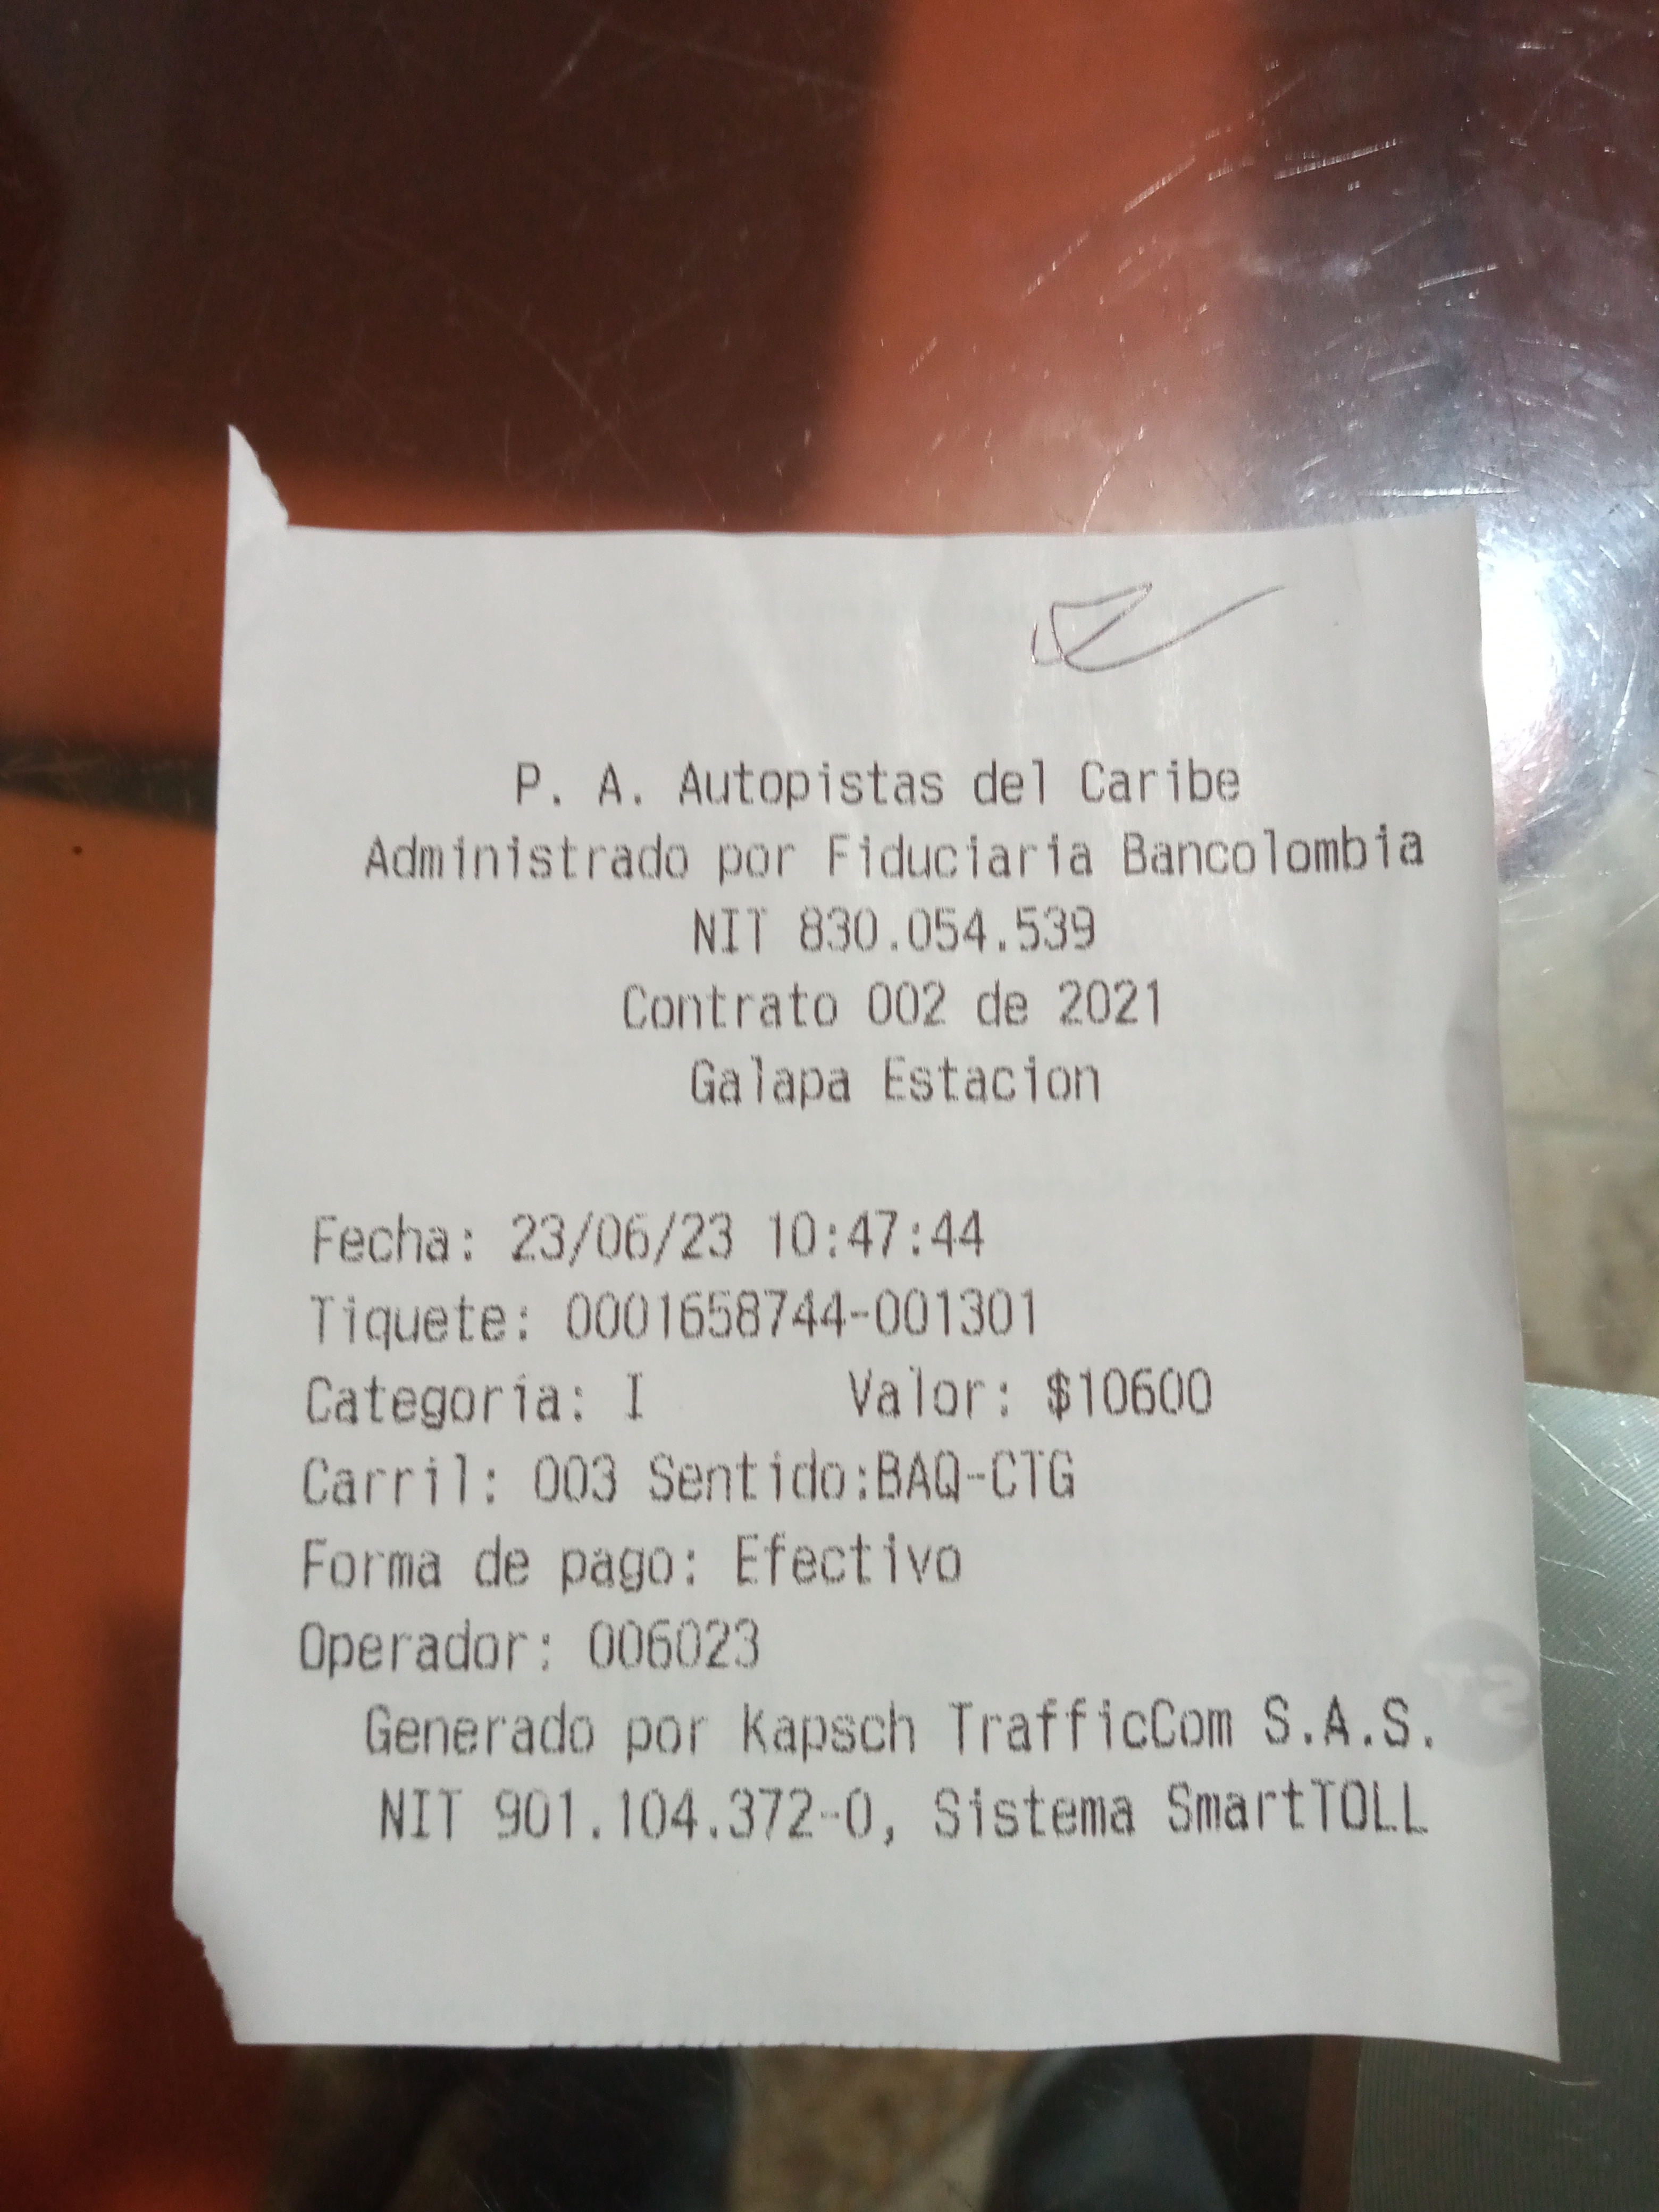 P. A. Autopistas del Caribe
Administrado por Fiduciaria Bancolombia
NIT 830.054.539
Contrato 002 de 2021
Galapa Estacion
Fecha: 23/06/23 10:47:44
Tiquete: 0001658744-001301
Categoria: I Valor: $10600
Carril: 003 Sentido:BAQ-CTG
Forma de pago: Efectivo
Operador: 006023
Generado por Kapsch TrafficCom S.A.S.
NIT 901.104.372-0, Sistema SmartTOLL